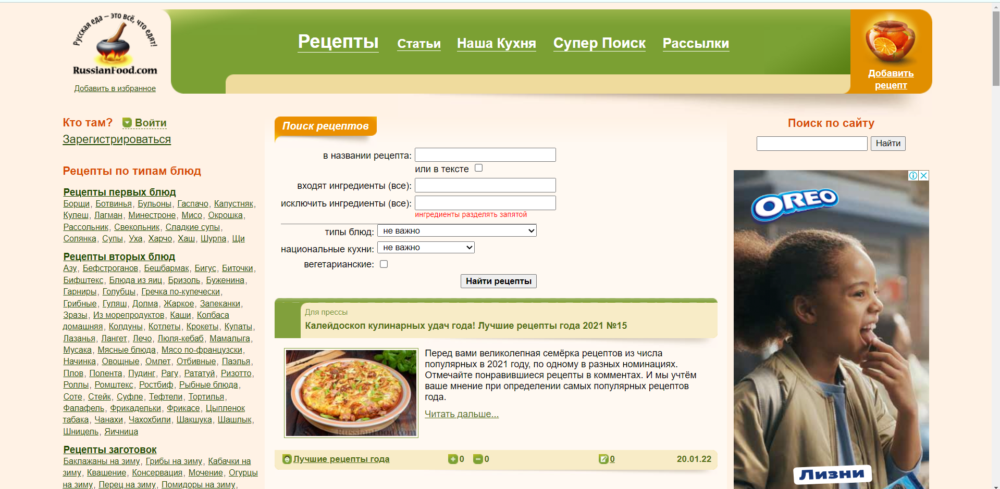 Русская еда – это всё, что едят!
RussianFood.com
Добавить в избранное
Рецепты Статьи Наша Кухня Супер Поиск Рассылки
Добавить
рецепт
Кто там? Войти
Зарегистрироваться
Рецепты по типам блюд
Рецепты первых блюд
Борщи, Ботвинья, Бульоны, Гаспачо, Капустняк,
Кулеш, Лагман, Минестроне, Мисо, Окрошка,
Рассольник, Свекольник, Сладкие супы,
Солянка, Супы, Уха, Харчо, Хаш, Шурпа, Щи
Рецепты вторых блюд
Азу, Бефстроганов, Бешбармак, Бигус, Биточки,
Бифштекс, Блюда из яиц, Бризоль, Буженина,
Гарниры, Голубцы, Гречка по-купечески,
Грибные, Гуляш, Долма, Жаркое, Запеканки,
Зразы, Из морепродуктов, Каши, Колбаса
домашняя, Колдуны, Котлеты, Крокеты, Купаты,
Лазанья, Лангет, Лечо, Люля-кебаб, Мамалыга,
Мусака, Мясные блюда, Мясо по-французски,
Начинка, Овощные, Омлет, Отбивные, Паэлья,
Плов, Полента, Пудинг, Рагу, Рататуй, Ризотто,
Роллы, Ромштекс, Ростбиф, Рыбные блюда,
Соте, Стейк, Суфле, Тефтели, Тортилья,
Фалафель, Фрикадельки, Фрикасе, Цыпленок
табака, Чанахи, Чахохбили, Шакшука, Шашлык,
Шницель, Яичница
Рецепты заготовок
Баклажаны на зиму, Грибы на зиму, Кабачки на
зиму, Квашение, Консервация, Мочение, Огурцы
на зиму, Перец на зиму, Помидоры на зиму,
Поиск рецептов
в названии рецепта:
или в тексте
входят ингредиенты (все):
исключить ингредиенты (все):
ингредиенты разделять запятой
типы блюд: не важно
национальные кухни: не важно
вегетарианские:
Найти рецепты
Для прессы
Калейдоскоп кулинарных удач года! Лучшие рецепты года 2021 №15
Перед вами великолепная семёрка рецептов из числа
популярных в 2021 году, по одному в разных номинациях.
Отмечайте понравившиеся рецепты в комментах. И мы учтём
ваше мнение при определении самых популярных рецептов
года.
Читать дальше...
RussianFood.com
Лучшие рецепты года 0 0 0 20.01.22
Поиск по сайту
Найти
OREO
Лизни